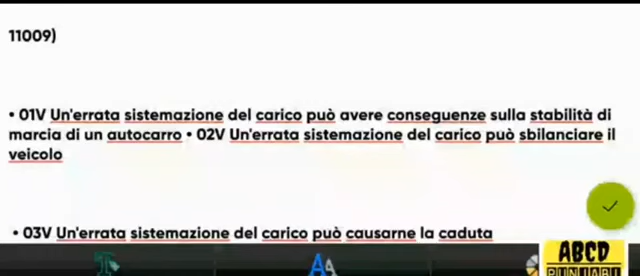 11009)
• 01V Un'errata sistemazione del carico può avere conseguenze sulla stabilità di
marcia di un autocarro • 02V Un'errata sistemazione del carico può sbilanciare il
veicolo
• 03V Un'errata sistemazione del carico può causarne la caduta
ABCD
PUNJABI